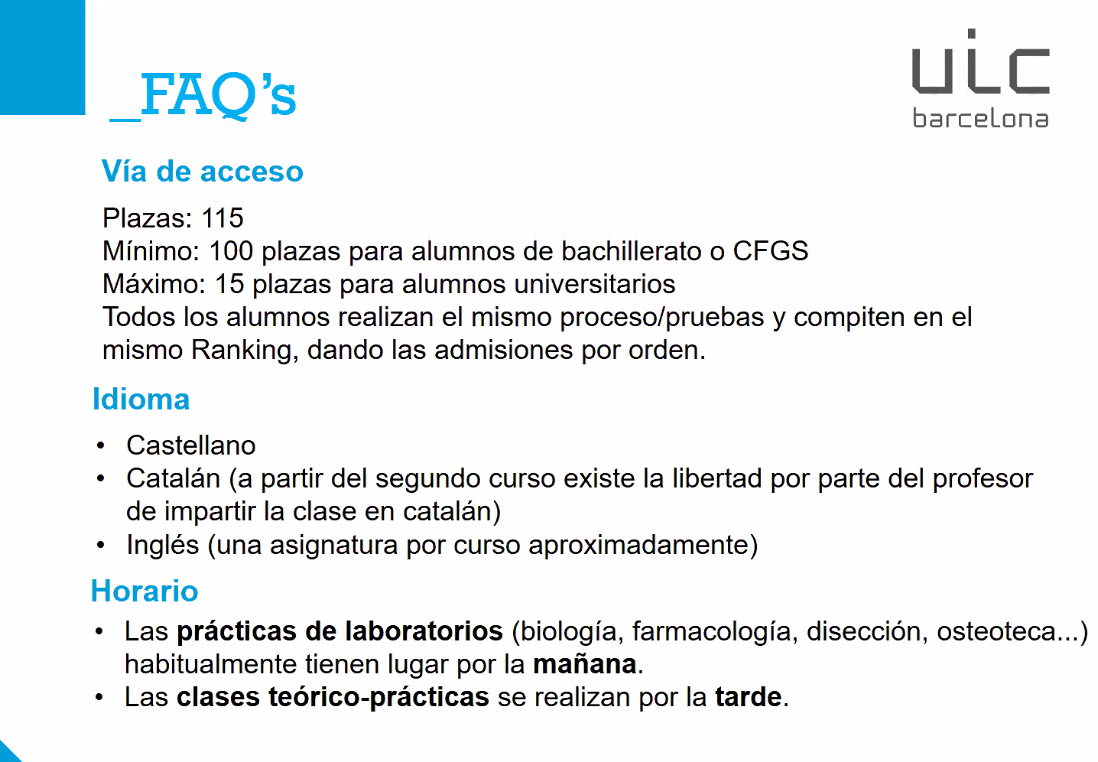 _FAQ's
uic
barcelona
Vía de acceso
Plazas: 115
Mínimo: 100 plazas para alumnos de bachillerato o CFGS
Máximo: 15 plazas para alumnos universitarios
Todos los alumnos realizan el mismo proceso/pruebas y compiten en el
mismo Ranking, dando las admisiones por orden.
Idioma
• Castellano
• Catalán (a partir del segundo curso existe la libertad por parte del profesor
de impartir la clase en catalán)
• Inglés (una asignatura por curso aproximadamente)
Horario
• Las prácticas de laboratorios (biología, farmacología, disección, osteoteca...)
habitualmente tienen lugar por la mañana.
• Las clases teórico-prácticas se realizan por la tarde.